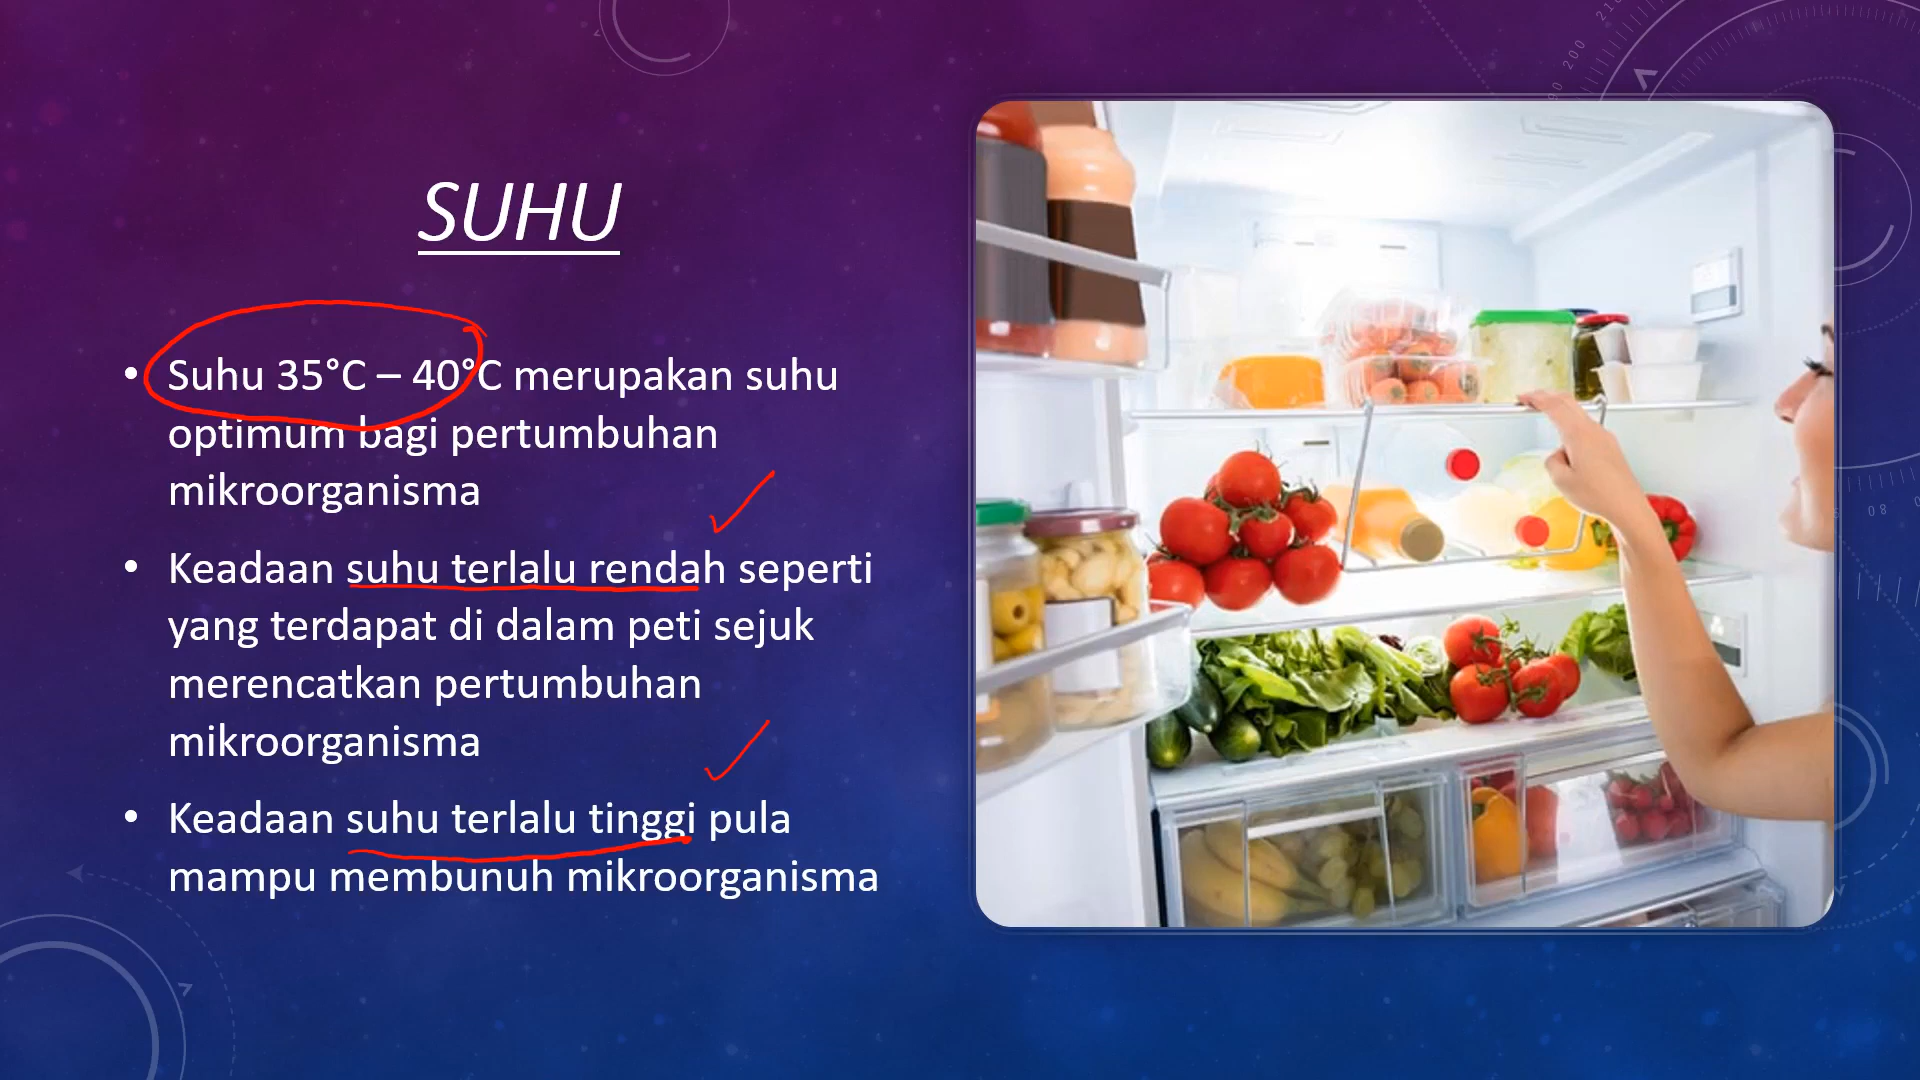 SUHU
• Suhu 35°C – 40°C merupakan suhu
optimum bagi pertumbuhan
mikroorganisma
• Keadaan suhu terlalu rendah seperti
yang terdapat di dalam peti sejuk
merencatkan pertumbuhan
mikroorganisma
• Keadaan suhu terlalu tinggi pula
mampu membunuh mikroorganisma